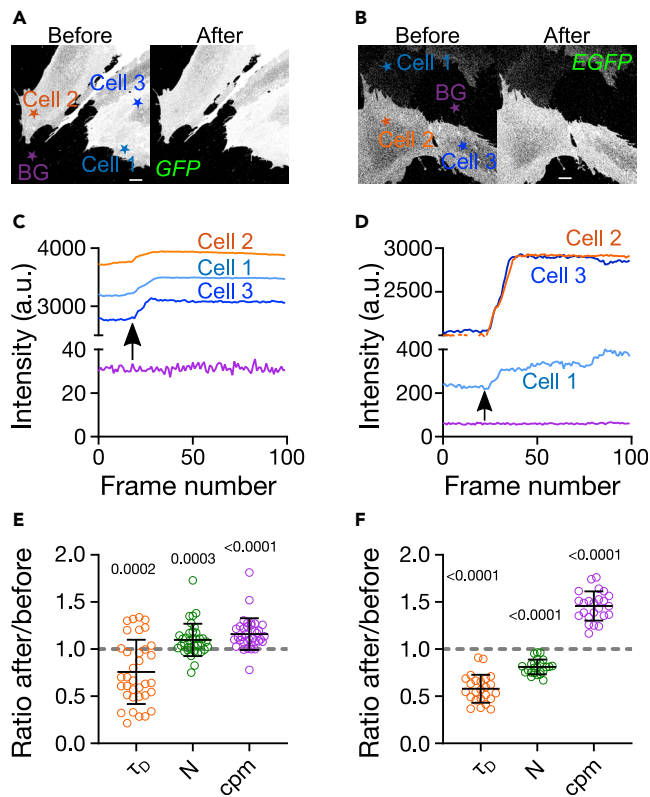 A
Before
After
Cell 2
Cell 3
BG
Cell 1
GFP
B
Before
After
Cell 1
EGFP
BG
Cell 2
Cell 3
C
Intensity (a.u.)
4000
3000
40
20
0
Cell 2
Cell 1
Cell 3
0
50
100
Frame number
D
Intensity (a.u.)
3000
2000
400
200
0
Cell 2
Cell 3
Cell 1
0
50
100
Frame number
E
Ratio after/before
2.0
1.5
1.0
0.5
0.0
0.0002
0.0003
<0.0001
τD
N
cpm
F
Ratio after/before
2.0
1.5
1.0
0.5
0.0
<0.0001
<0.0001
<0.0001
τD
N
cpm